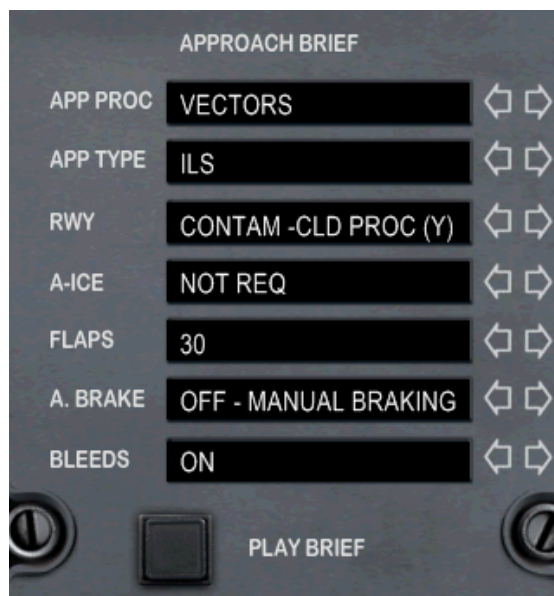 APPROACH BRIEF
APP PROC VECTORS
APP TYPE ILS
RWY CONTAM -CLD PROC (Y)
A-ICE NOT REQ
FLAPS 30
A. BRAKE OFF - MANUAL BRAKING
BLEEDS ON
PLAY BRIEF